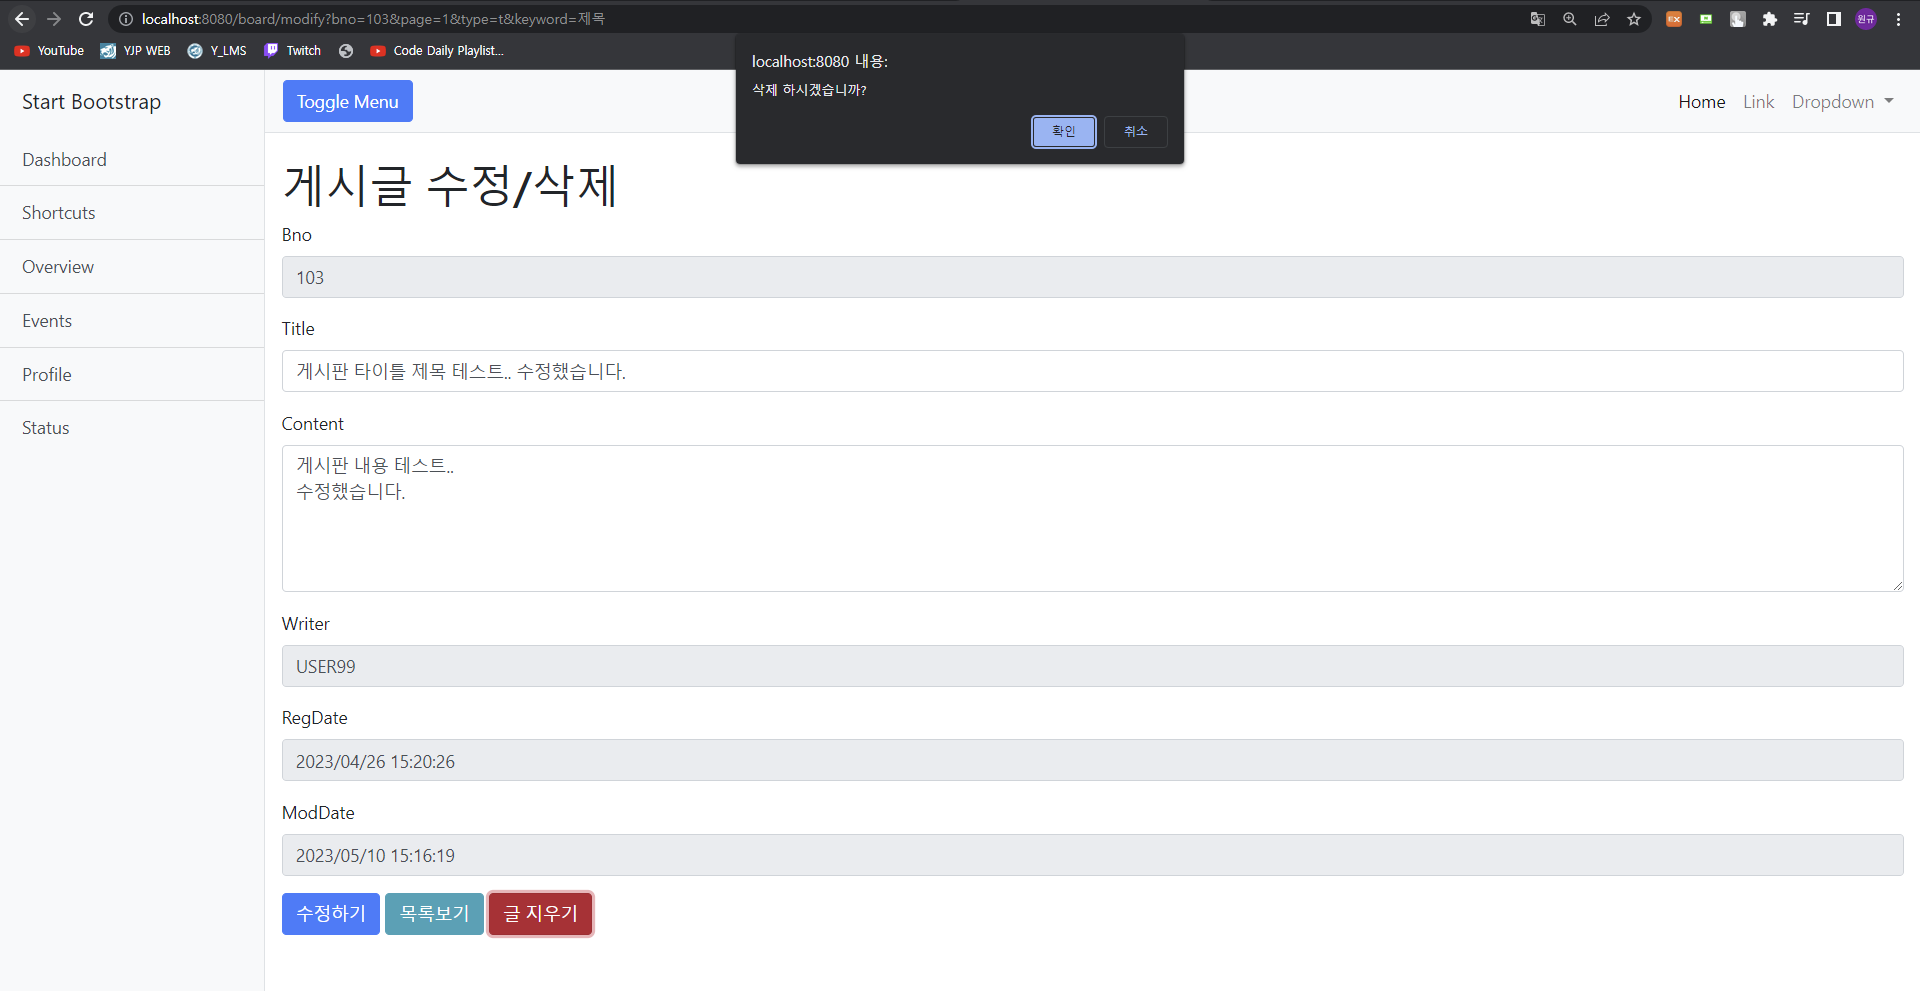 localhost:8080/board/modify?bno=103&page=1&type=t&keyword=제목
EX
원규
YouTube
YJP WEB
Y_LMS
Twitch
Code Daily Playlist...
localhost:8080 내용:
삭제 하시겠습니까?
확인
취소
Start Bootstrap
Toggle Menu
Home
Link
Dropdown
Dashboard
Shortcuts
Overview
Events
Profile
Status
게시글 수정/삭제
Bno
103
Title
게시판 타이틀 제목 테스트.. 수정했습니다.
Content
게시판 내용 테스트..
수정했습니다.
Writer
USER99
RegDate
2023/04/26 15:20:26
ModDate
2023/05/10 15:16:19
수정하기
목록보기
글 지우기